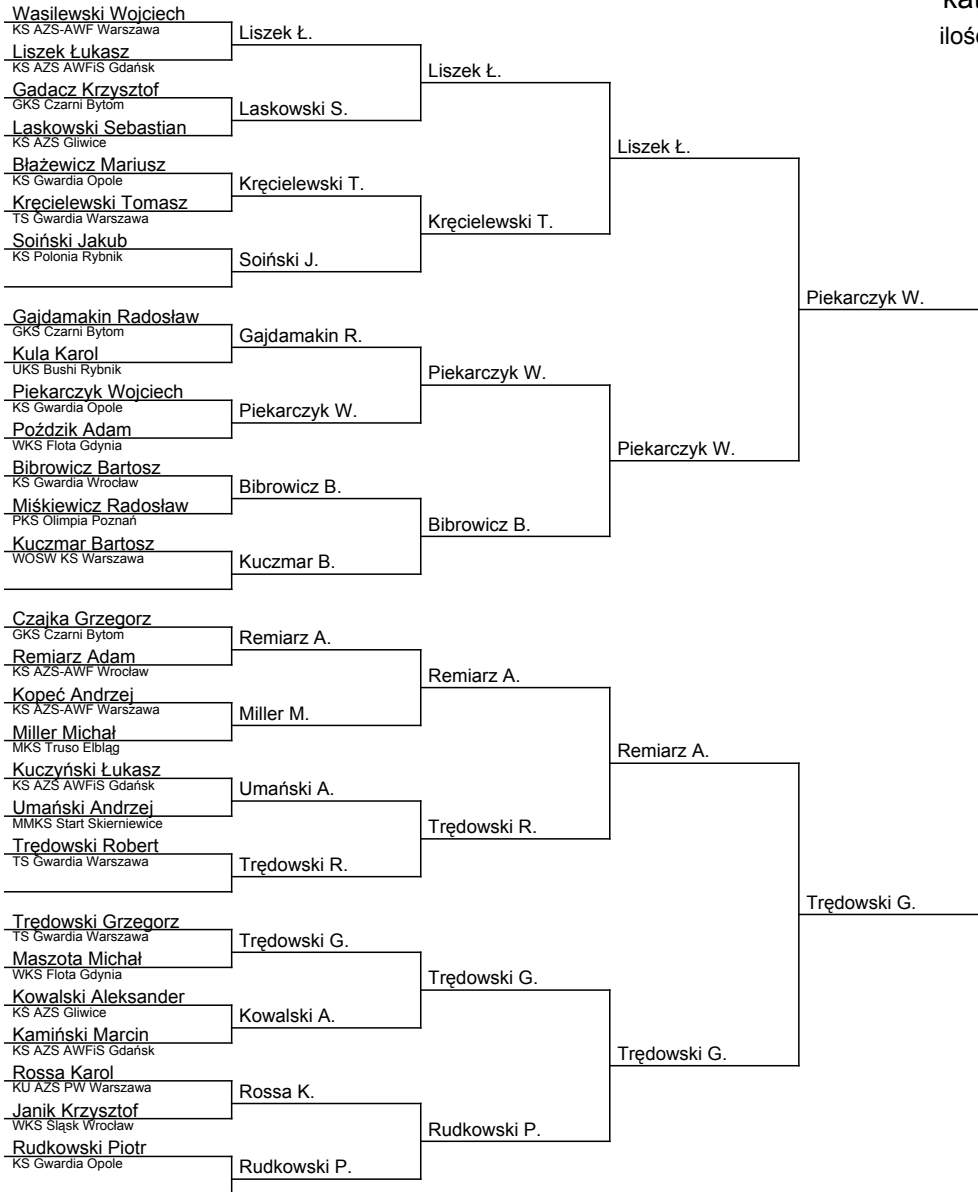 kat
ilość
Wasilewski Wojciech
KS AZS-AWF Warszawa
Liszek Ł.
Liszek Łukasz
KS AZS AWFiS Gdańsk
Liszek Ł.
Gadacz Krzysztof
GKS Czarni Bytom
Laskowski S.
Laskowski Sebastian
KS AZS Gliwice
Liszek Ł.
Błażewicz Mariusz
KS Gwardia Opole
Kręcielewski T.
Kręcielewski Tomasz
TS Gwardia Warszawa
Kręcielewski T.
Soiński Jakub
KS Polonia Rybnik
Soiński J.
Piekarczyk W.
Gajdamakin Radosław
GKS Czarni Bytom
Gajdamakin R.
Kula Karol
UKS Bushi Rybnik
Piekarczyk W.
Piekarczyk Wojciech
KS Gwardia Opole
Piekarczyk W.
Poździk Adam
WKS Flota Gdynia
Piekarczyk W.
Bibrowicz Bartosz
KS Gwardia Wrocław
Bibrowicz B.
Miśkiewicz Radosław
PKS Olimpia Poznań
Bibrowicz B.
Kuczmar Bartosz
WOSW KS Warszawa
Kuczmar B.
Czajka Grzegorz
GKS Czarni Bytom
Remiarz A.
Remiarz Adam
KS AZS-AWF Wrocław
Remiarz A.
Kopeć Andrzej
KS AZS-AWF Warszawa
Miller M.
Miller Michał
MKS Truso Elbląg
Remiarz A.
Kuczyński Łukasz
KS AZS AWFiS Gdańsk
Umański A.
Umański Andrzej
MMKS Start Skierniewice
Trędowski R.
Trędowski Robert
TS Gwardia Warszawa
Trędowski R.
Trędowski G.
Trędowski Grzegorz
TS Gwardia Warszawa
Trędowski G.
Maszota Michał
WKS Flota Gdynia
Trędowski G.
Kowalski Aleksander
KS AZS Gliwice
Kowalski A.
Kamiński Marcin
KS AZS AWFiS Gdańsk
Trędowski G.
Rossa Karol
KU AZS PW Warszawa
Rossa K.
Janik Krzysztof
WKS Śląsk Wrocław
Rudkowski P.
Rudkowski Piotr
KS Gwardia Opole
Rudkowski P.